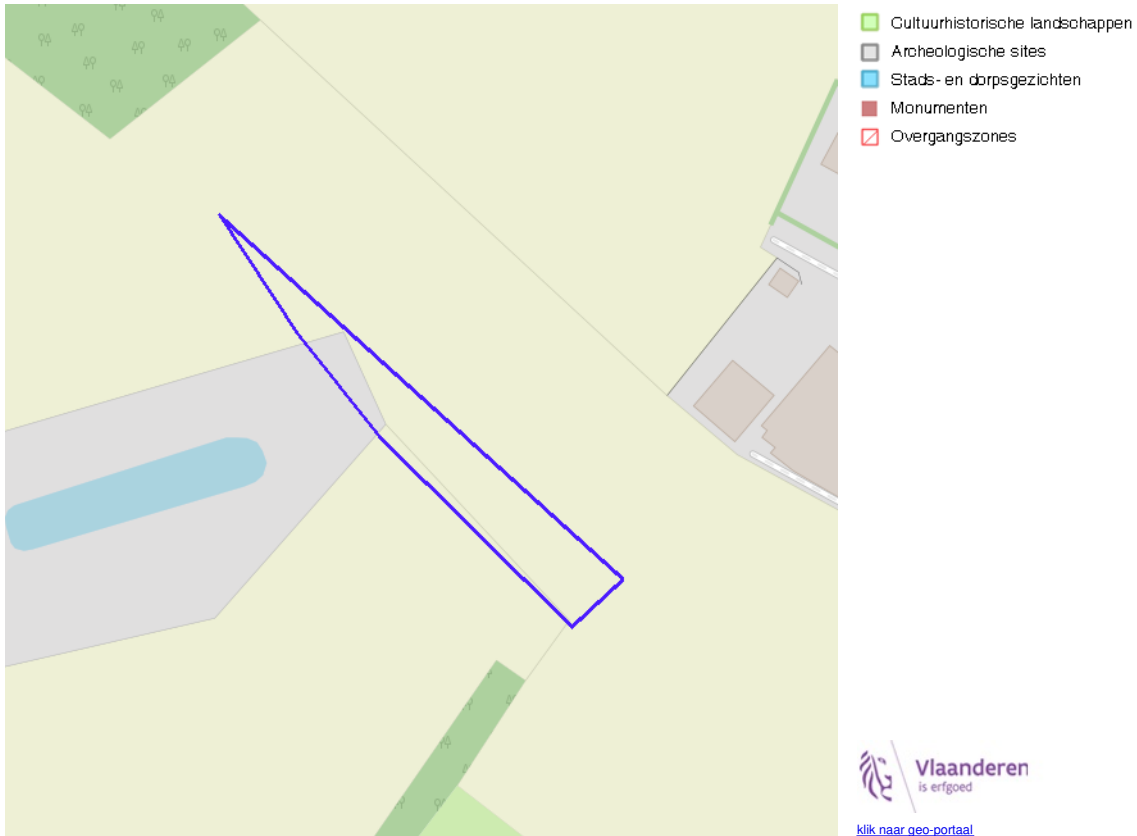 Cultuurhistorische landschappen
Archeologische sites
Stads- en dorpsgezichten
Monumenten
Overgangszones
Vlaanderen
is erfgoed
klik naar geo-portaal